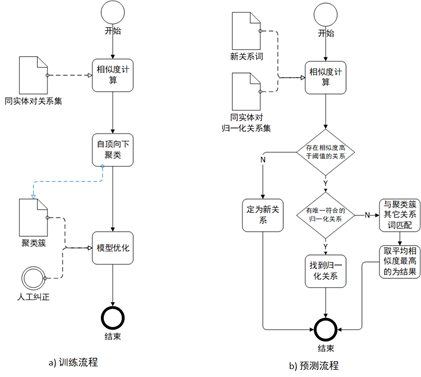 开始
相似度计
算
同实体对关系集
自顶向下
聚类
聚类簇
模型优化
人工纠正
结束
a) 训练流程
开始
新关系词
相似度计
算
同实体对
归一化关系集
存在相似度高
于阈值的关系
N
Y
定为新关
系
有唯一符合的
归一化关系
N
与聚类簇
其它关系
词匹配
Y
找到归一
化关系
取平均相
似度最高的
为结果
结束
b) 预测流程